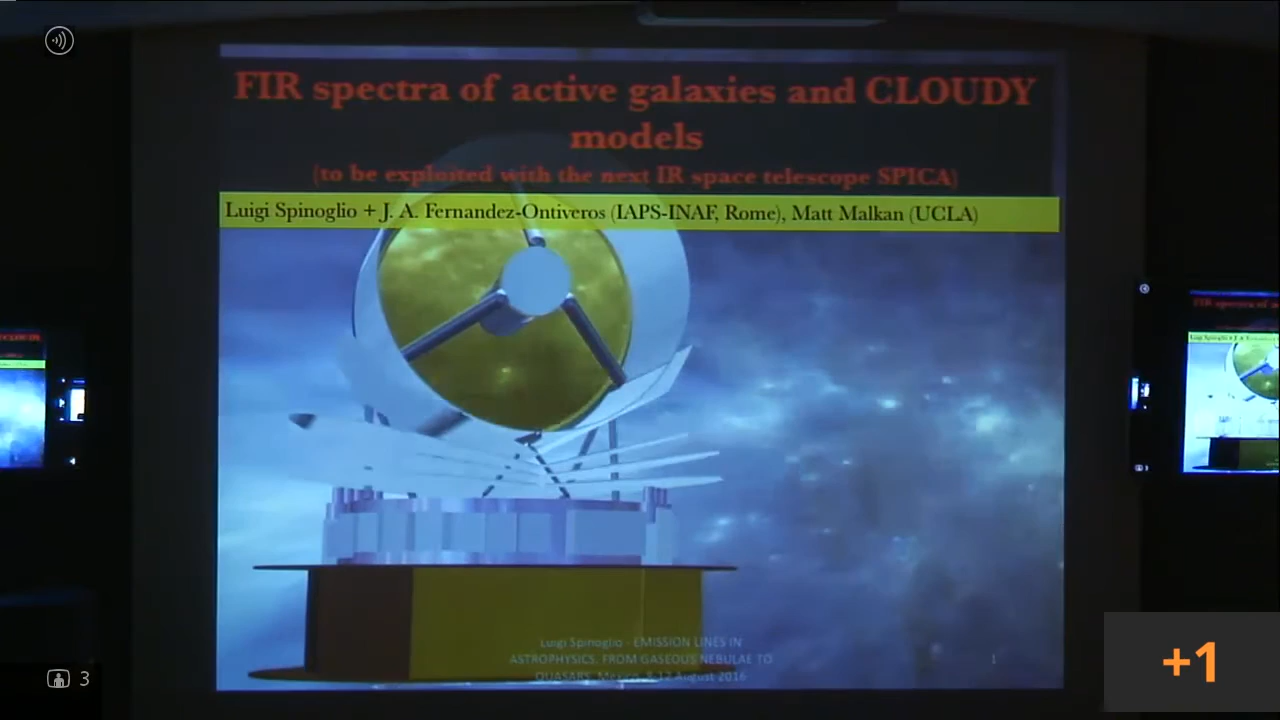 FIR spectra of active galaxies and CLOUDY
models
(to be exploited with the next IR space telescope SPICA)
Luigi Spinoglio + J. A. Fernandez-Ontiveros (IAPS-INAF, Rome), Matt Malkan (UCLA)
Luigi Spinoglio - EMISSION LINES IN
ASTROPHYSICS. FROM GASEOUS NEBULAE TO
QUASARS, 12 August 2016
1
3
+1